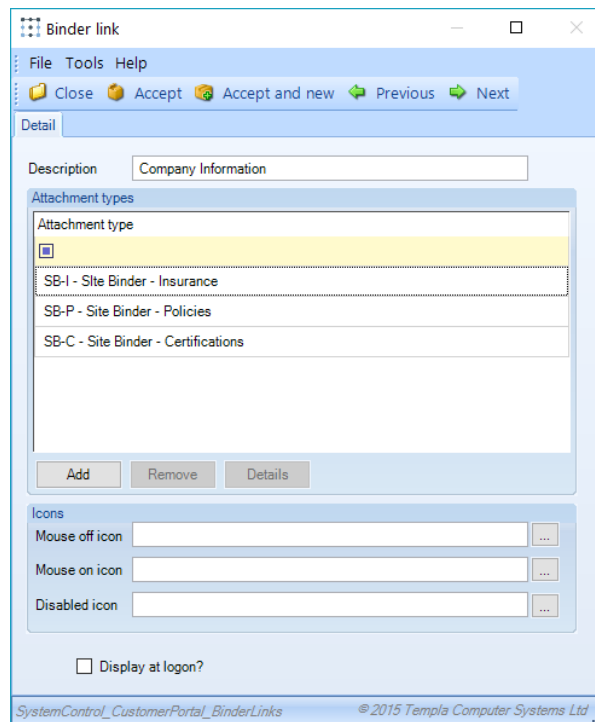 Binder link
File Tools Help
Close Accept Accept and new Previous Next
Detail
Description Company Information
Attachment types
Attachment type
SB-I - SIte Binder - Insurance
SB-P - Site Binder - Policies
SB-C - Site Binder - Certifications
Add Remove Details
Icons
Mouse off icon ...
Mouse on icon ...
Disabled icon ...
Display at logon?
SystemControl_CustomerPortal_BinderLinks © 2015 Templa Computer Systems Ltd